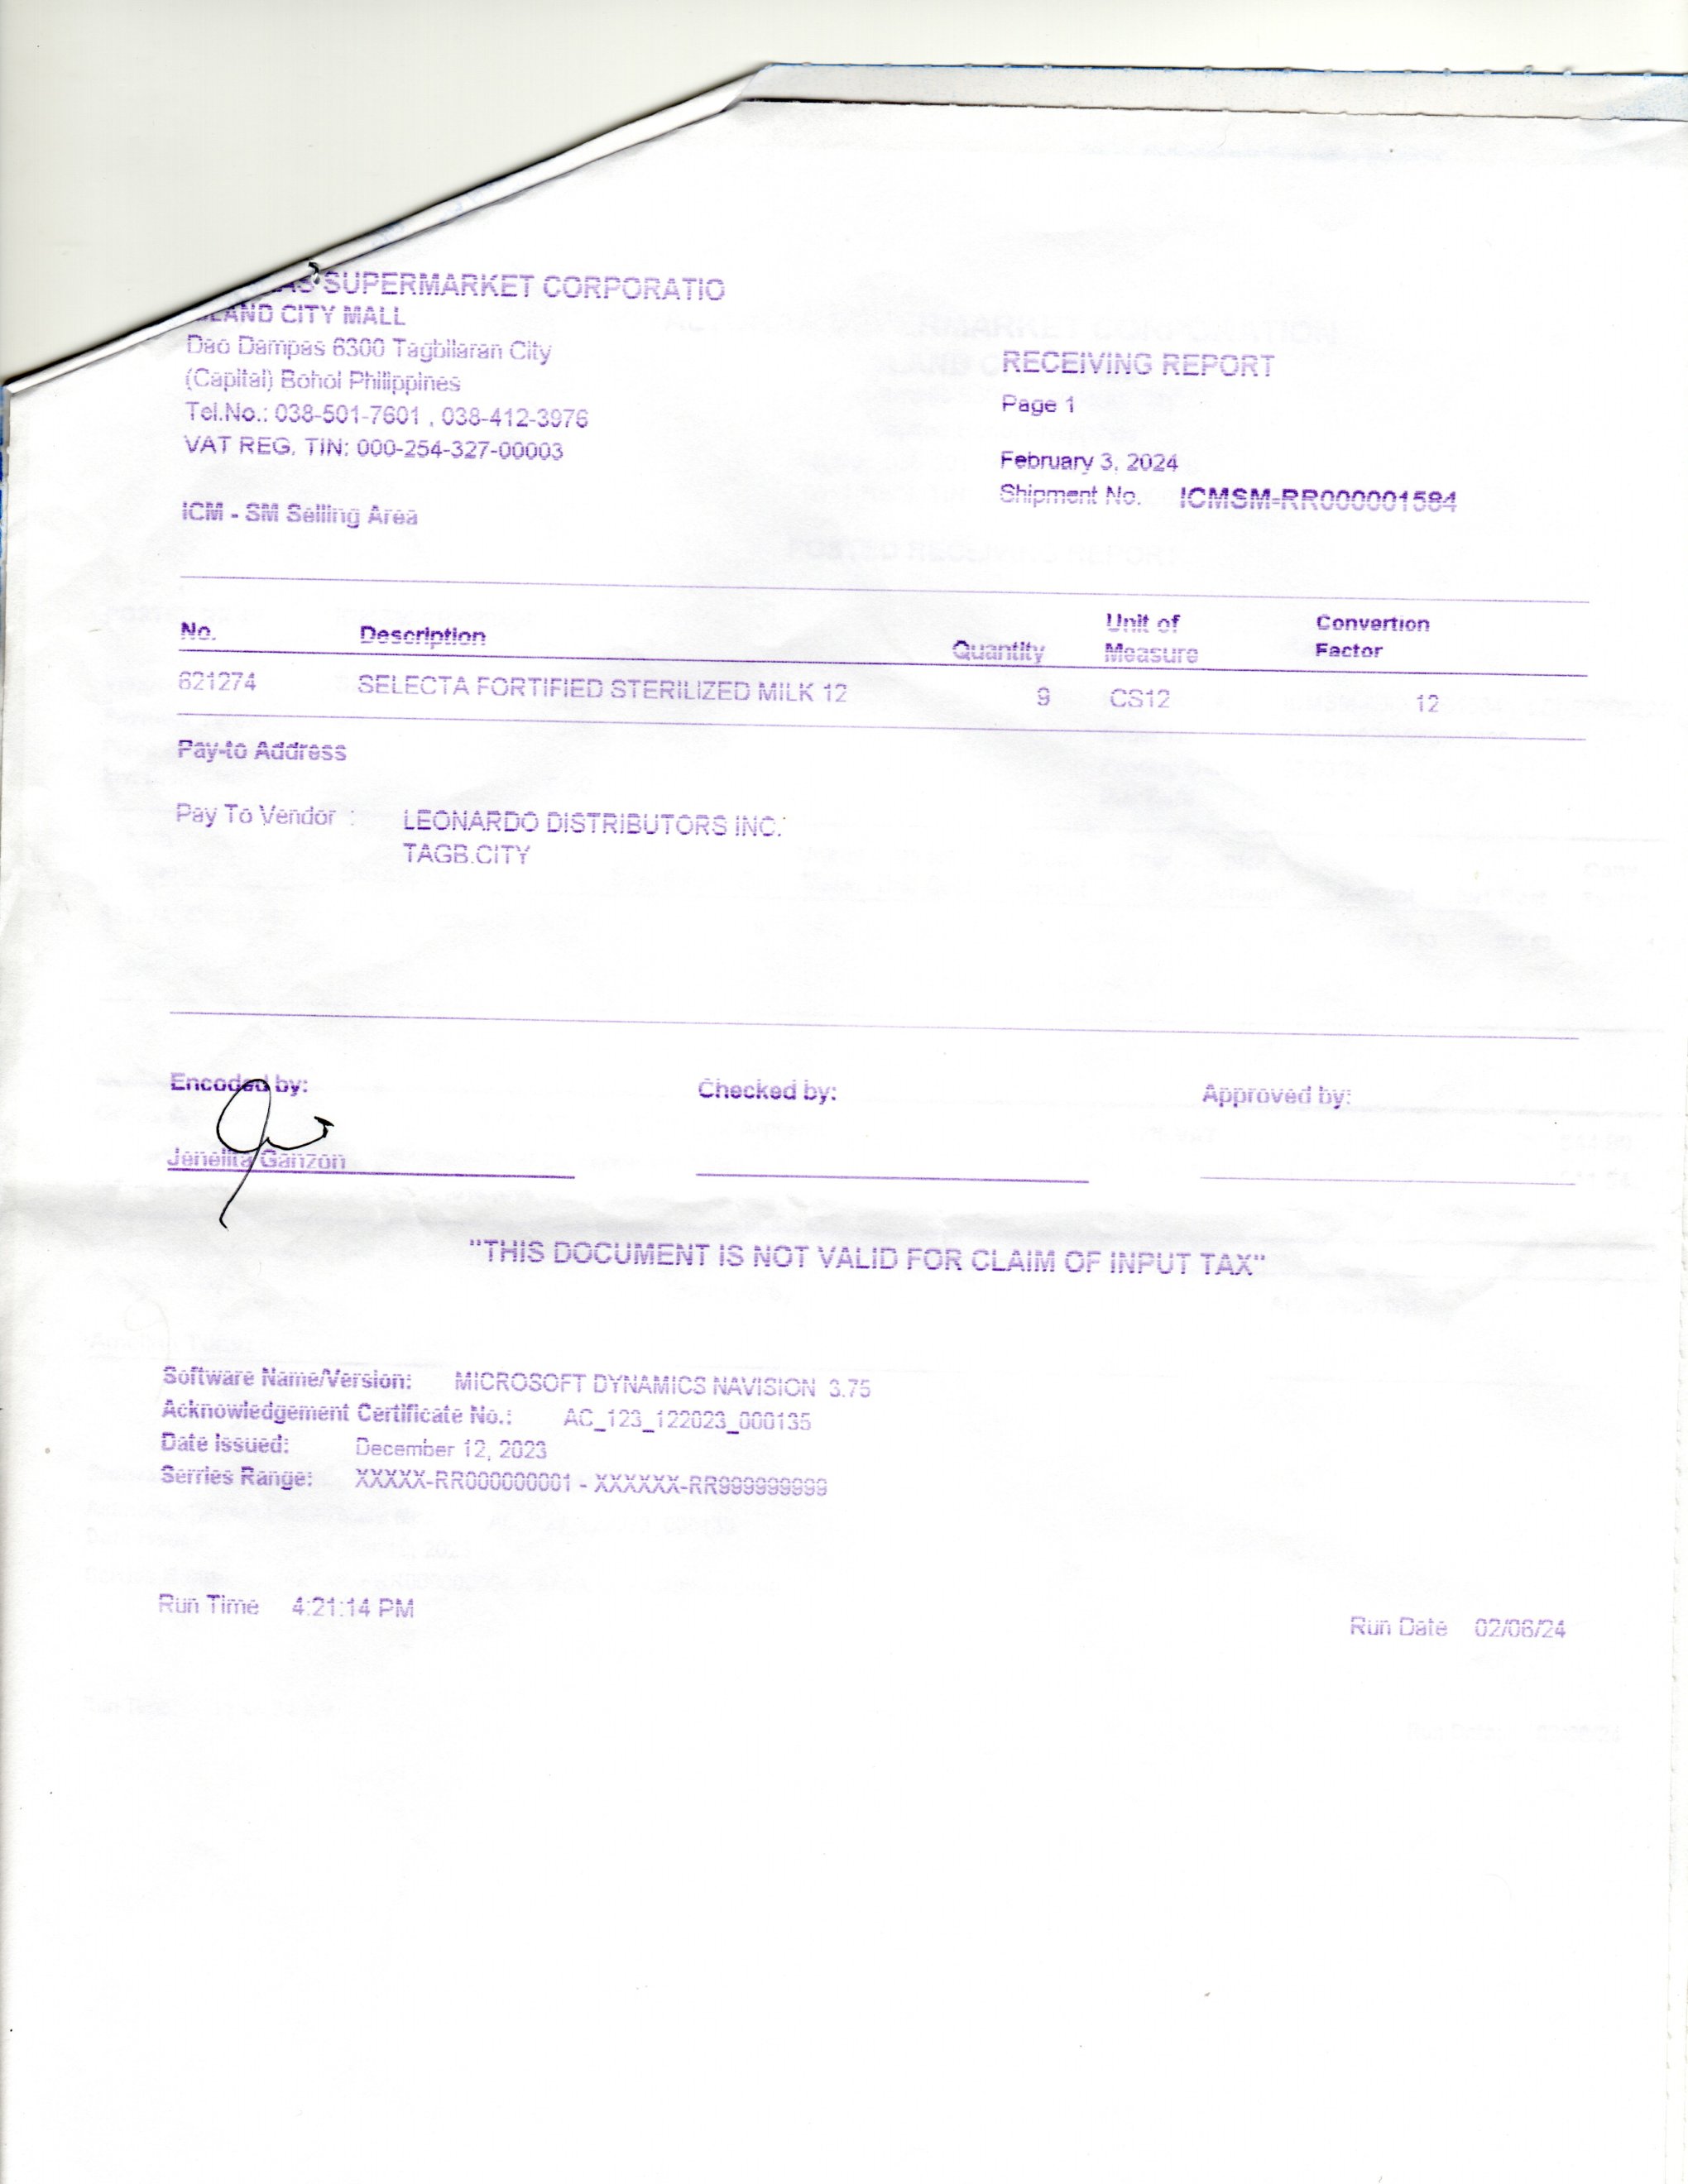 SUPERMARKET CORPORATIO
LAND CITY MALL
Dao Dampas 6300 Tagbilaran City
(Capital) Bohol Philippines
Tel.No.: 038-501-7601 , 038-412-3976
VAT REG. TIN: 000-254-327-00003
ICM - SM Selling Area
RECEIVING REPORT
Page 1
February 3, 2024
Shipment No. ICMSM-RR000001584
No. Description Quantity Unit of Measure Convertion Factor
621274 SELECTA FORTIFIED STERILIZED MILK 12 9 CS12 12
Pay-to Address
Pay To Vendor : LEONARDO DISTRIBUTORS INC.
TAGB.CITY
Encoded by: Checked by: Approved by:
Jenelita Ganzon
"THIS DOCUMENT IS NOT VALID FOR CLAIM OF INPUT TAX"
Software Name/Version: MICROSOFT DYNAMICS NAVISION 3.75
Acknowledgement Certificate No.: AC_123_122023_000135
Date Issued: December 12, 2023
Serries Range: XXXXX-RR000000001 - XXXXXX-RR999999999
Run Time 4:21:14 PM
Run Date 02/06/24